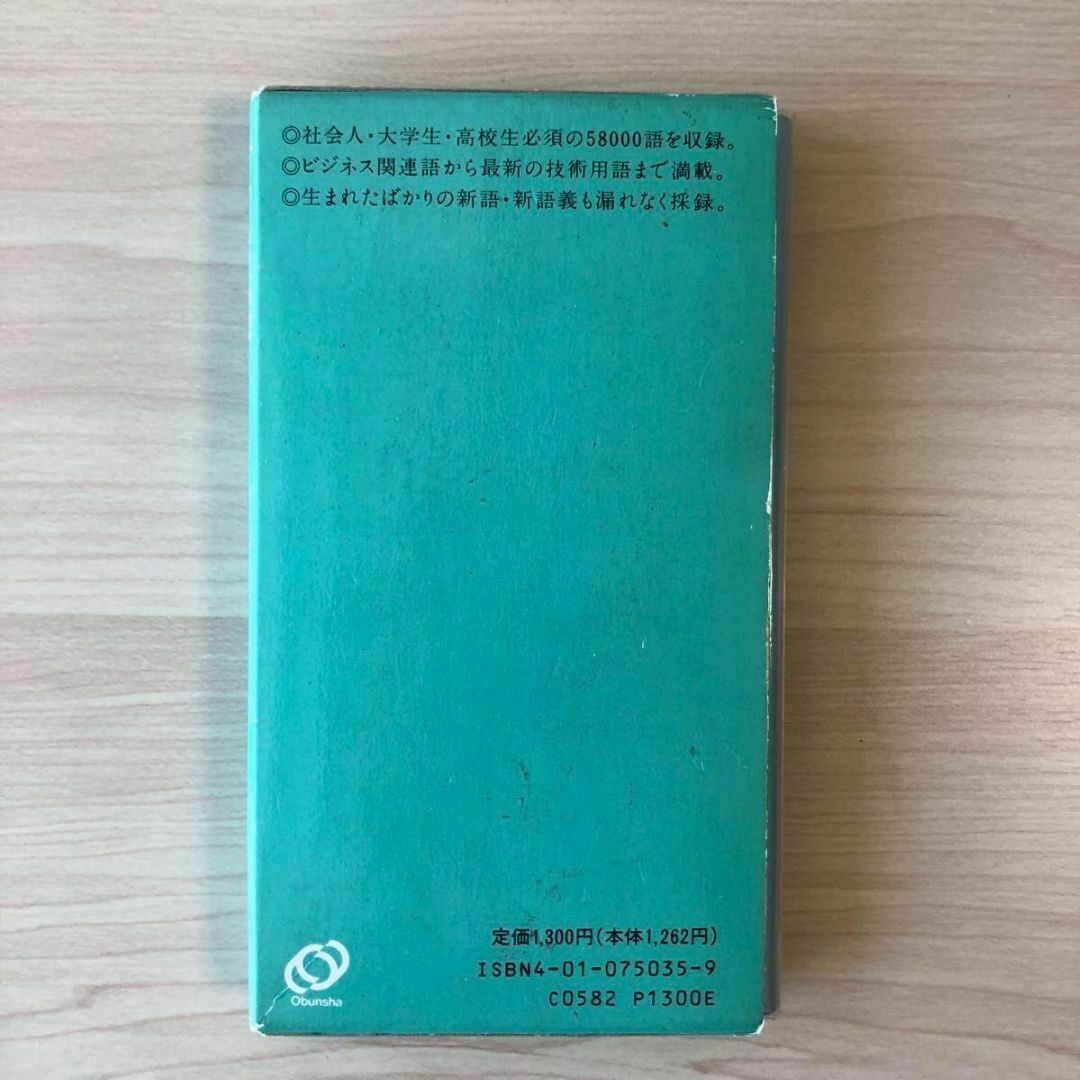 ◎社会人・大学生・高校生必須の58000語を収録。
◎ビジネス関連語から最新の技術用語まで満載。
◎生まれたばかりの新語・新語義も漏れなく採録。
定価1,300円(本体1,262円)
ISBN4-01-075035-9
C0582 P1300E
Obunsha